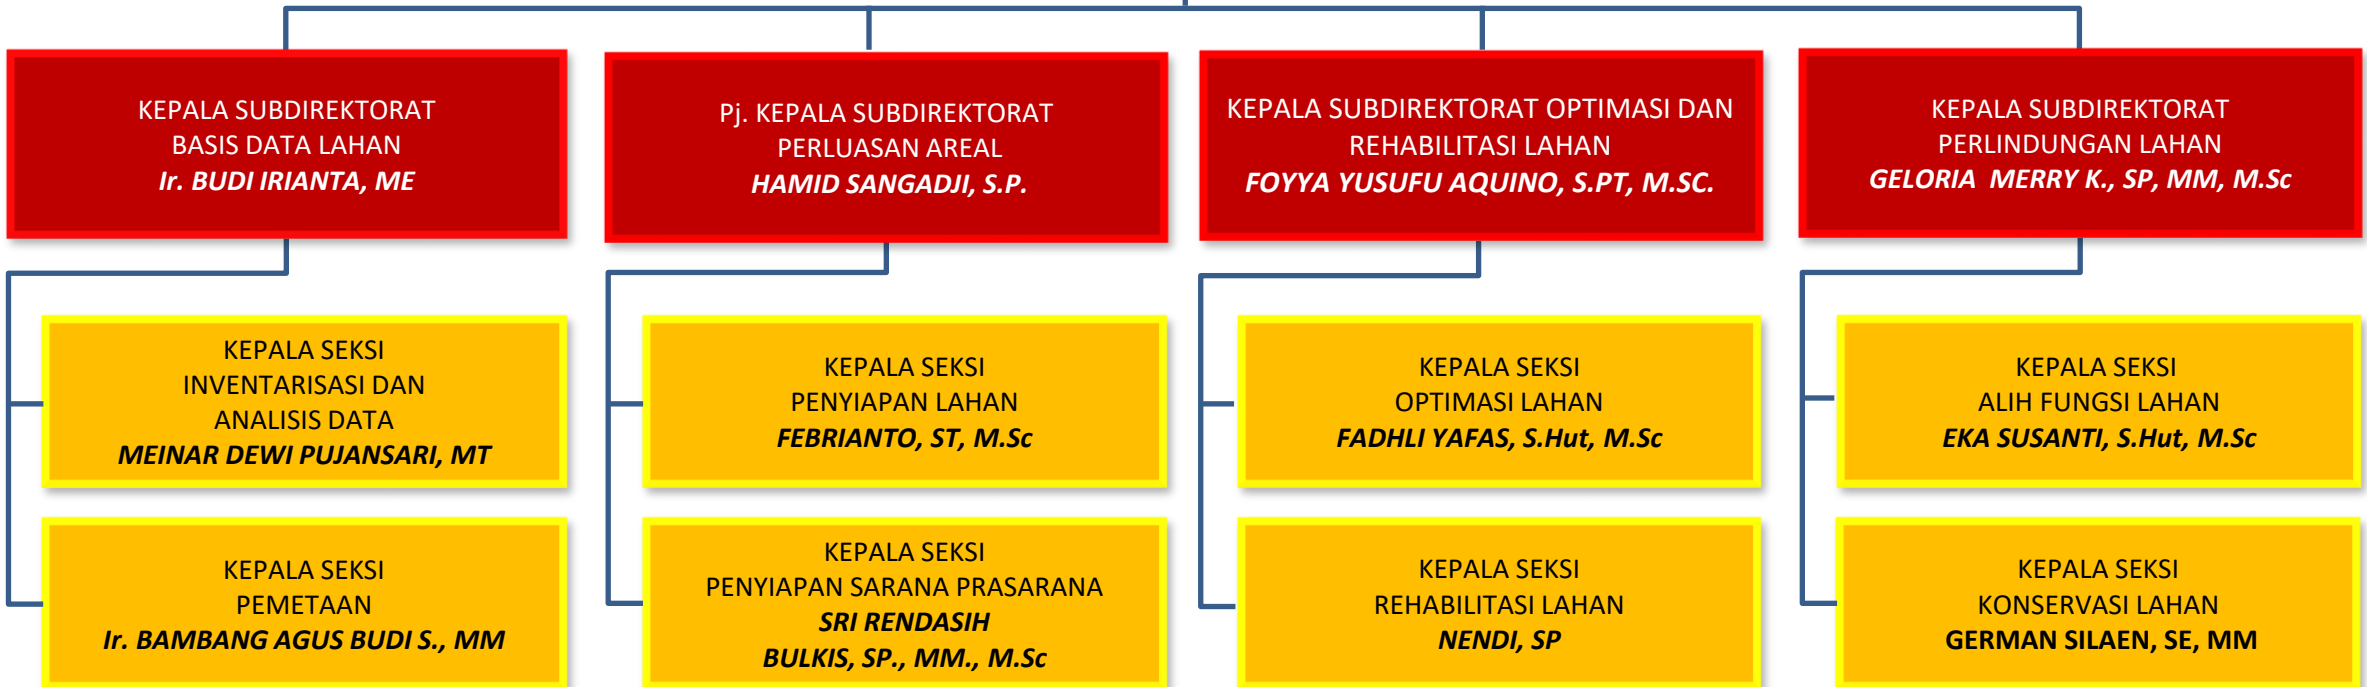 KEPALA SUBDIREKTORAT
BASIS DATA LAHAN
Ir. BUDI IRIANTA, ME
Pj. KEPALA SUBDIREKTORAT
PERLUASAN AREAL
HAMID SANGADJI, S.P.
KEPALA SUBDIREKTORAT OPTIMASI DAN
REHABILITASI LAHAN
FOYYA YUSUFU AQUINO, S.PT, M.SC.
KEPALA SUBDIREKTORAT
PERLINDUNGAN LAHAN
GELORIA MERRY K., SP, MM, M.Sc
KEPALA SEKSI
INVENTARISASI DAN
ANALISIS DATA
MEINAR DEWI PUJANSARI, MT
KEPALA SEKSI
PENYIAPAN LAHAN
FEBRIANTO, ST, M.Sc
KEPALA SEKSI
OPTIMASI LAHAN
FADHLI YAFAS, S.Hut, M.Sc
KEPALA SEKSI
ALIH FUNGSI LAHAN
EKA SUSANTI, S.Hut, M.Sc
KEPALA SEKSI
PEMETAAN
Ir. BAMBANG AGUS BUDI S., MM
KEPALA SEKSI
PENYIAPAN SARANA PRASARANA
SRI RENDASIH
BULKIS, SP., MM., M.Sc
KEPALA SEKSI
REHABILITASI LAHAN
NENDI, SP
KEPALA SEKSI
KONSERVASI LAHAN
GERMAN SILAEN, SE, MM